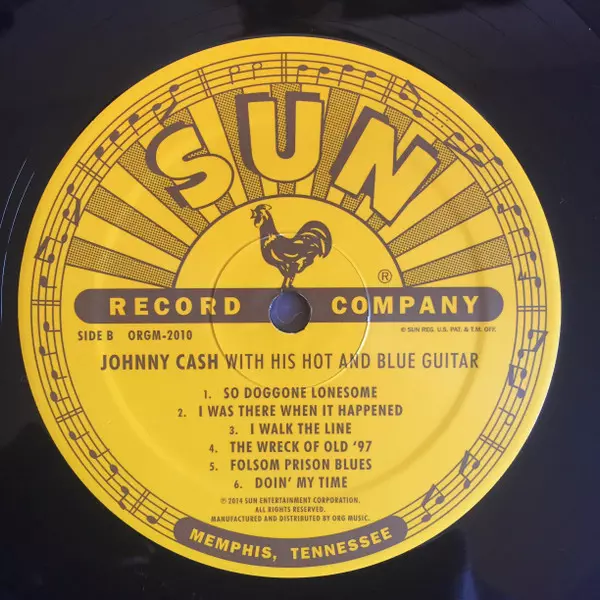 SUN
®
RECORD COMPANY
SIDE B ORGM-2010
© SUN REG. U.S. PAT. & T.M. OFF.
JOHNNY CASH WITH HIS HOT AND BLUE GUITAR
1. SO DOGGONE LONESOME
2. I WAS THERE WHEN IT HAPPENED
3. I WALK THE LINE
4. THE WRECK OF OLD '97
5. FOLSOM PRISON BLUES
6. DOIN' MY TIME
© 2014 SUN ENTERTAINMENT CORPORATION.
ALL RIGHTS RESERVED.
MANUFACTURED AND DISTRIBUTED BY ORG MUSIC.
MEMPHIS, TENNESSEE